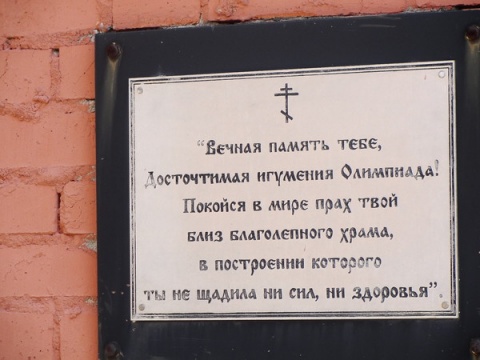 “Вечная память тебе,
Досточтимая игумения Олимпиада!
Покойся в мире прах твой
близ благолепного храма,
в построении которого
ты не щадила ни сил, ни здоровья”.